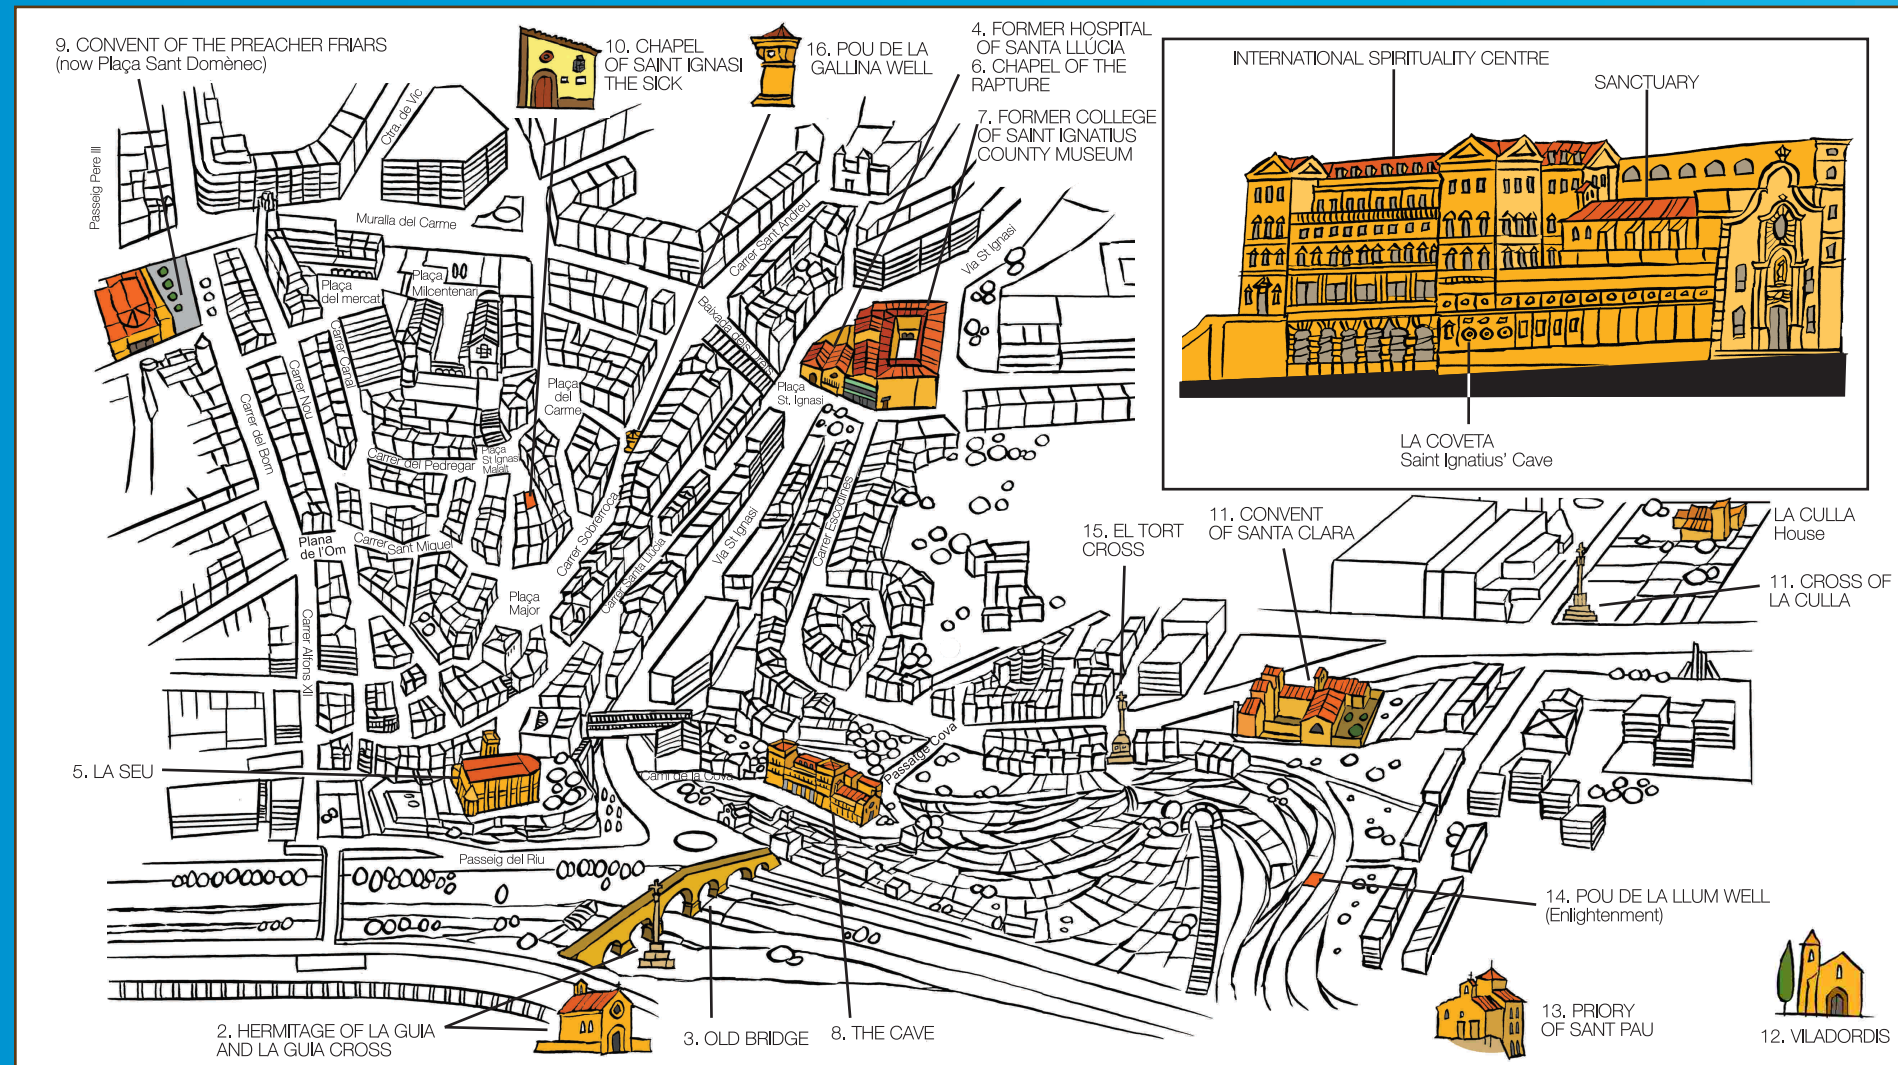 9. CONVENT OF THE PREACHER FRIARS
(now Plaça Sant Domènec)
10. CHAPEL
OF SAINT IGNASI
THE SICK
16. POU DE LA
GALLINA WELL
4. FORMER HOSPITAL
OF SANTA LLÚCIA
6. CHAPEL OF THE
RAPTURE
7. FORMER COLLEGE
OF SAINT IGNATIUS
COUNTY MUSEUM
INTERNATIONAL SPIRITUALITY CENTRE
SANCTUARY
LA COVETA
Saint Ignatius' Cave
Passeig Pere III
Ctra. de Vic
Muralla del Carme
Plaça
del mercat
Plaça
Milcentenari
Carrer Sant Andreu
Via St Ignasi
Baixada dels Drets
Plaça
St. Ignasi
Plaça
del
Carme
Carrer Canal
Carrer Nou
Carrer del Born
Carrer del Pedregar
Plaça
St Ignasi
Malalt
Plana
de l'Om
Carrer Sant Miquel
Carrer Sobrerroca
Carrer Santa Llúcia
Via St Ignasi
Carrer Escodines
Plaça
Major
Carrer Alfons XII
15. EL TORT
CROSS
11. CONVENT
OF SANTA CLARA
LA CULLA
House
11. CROSS OF
LA CULLA
5. LA SEU
Camí de la Cova
Passatge Cova
Passeig del Riu
14. POU DE LA LLUM WELL
(Enlightenment)
2. HERMITAGE OF LA GUIA
AND LA GUIA CROSS
3. OLD BRIDGE
8. THE CAVE
13. PRIORY
OF SANT PAU
12. VILADORDIS